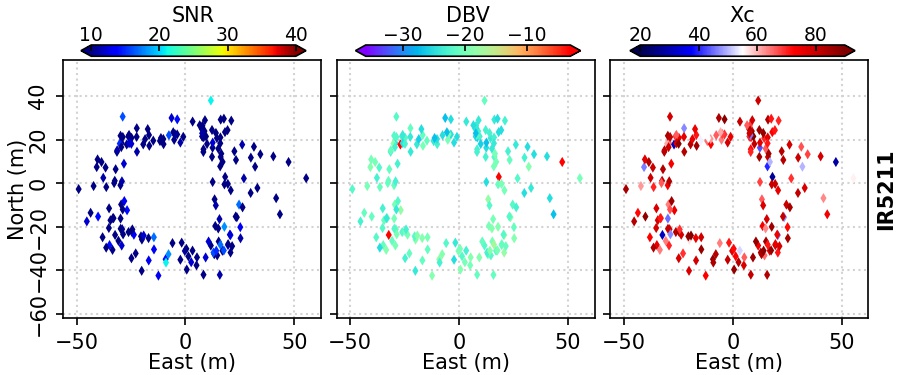 SNR DBV Xc
10 20 30 40 −30 −20 −10 20 40 60 80
North (m)
40
20
0
−20
−40
−60
IR5211
−50 0 50 −50 0 50 −50 0 50
East (m) East (m) East (m)